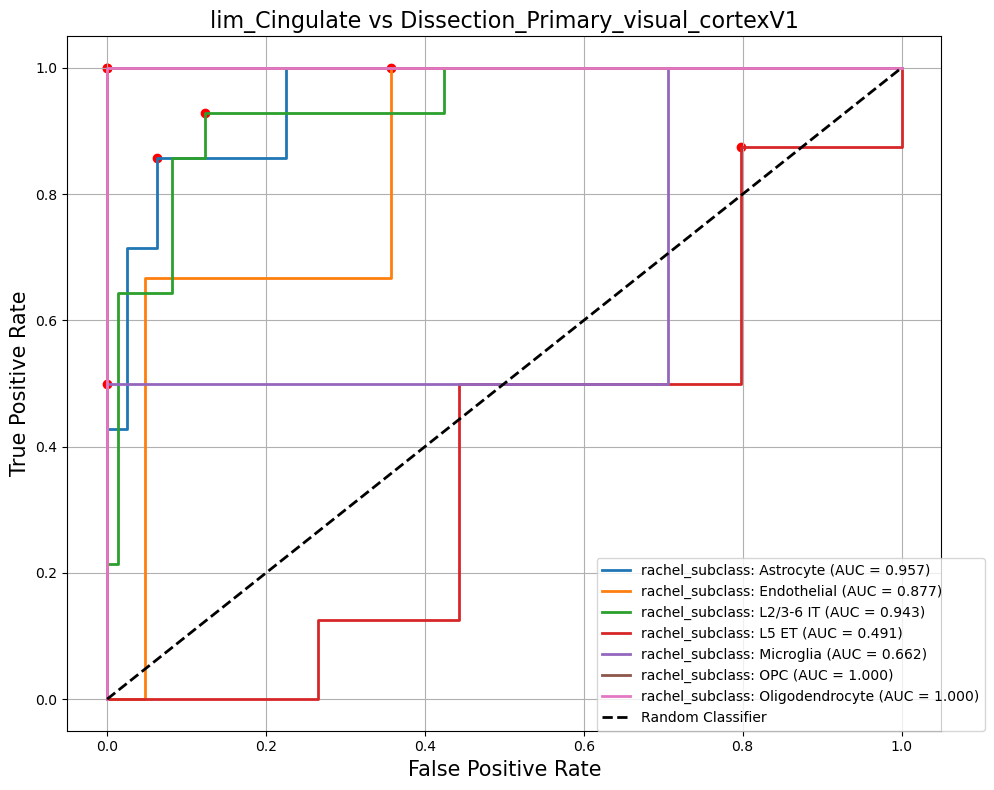 lim_Cingulate vs Dissection_Primary_visual_cortexV1
True Positive Rate
1.0
0.8
0.6
0.4
0.2
0.0
rachel_subclass: Astrocyte (AUC = 0.957)
rachel_subclass: Endothelial (AUC = 0.877)
rachel_subclass: L2/3-6 IT (AUC = 0.943)
rachel_subclass: L5 ET (AUC = 0.491)
rachel_subclass: Microglia (AUC = 0.662)
rachel_subclass: OPC (AUC = 1.000)
rachel_subclass: Oligodendrocyte (AUC = 1.000)
Random Classifier
0.0 0.2 0.4 0.6 0.8 1.0
False Positive Rate